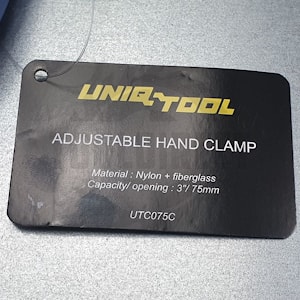 UNIQ TOOL
ADJUSTABLE HAND CLAMP
Material : Nylon + fiberglass
Capacity/ opening : 3"/ 75mm
UTC075C